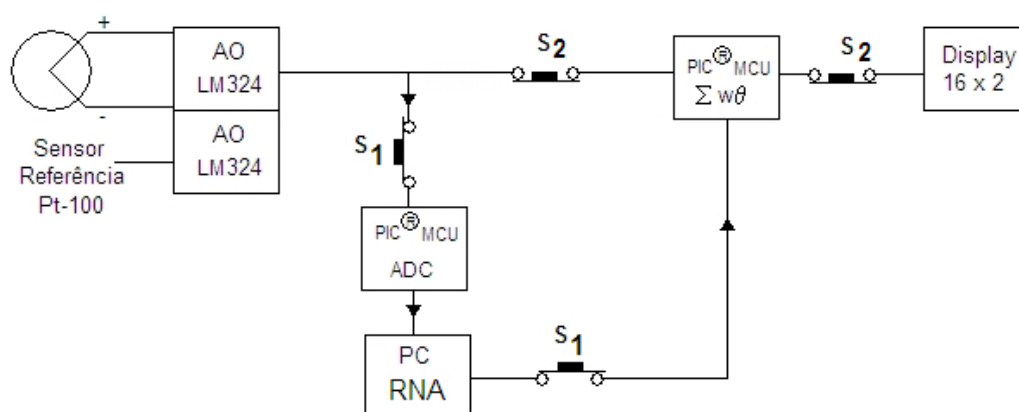 +
AO
LM324
-
AO
LM324
Sensor
Referência
Pt-100
S1
S2
PIC® MCU
Σ wθ
S2
Display
16 x 2
PIC® MCU
ADC
PC
RNA
S1